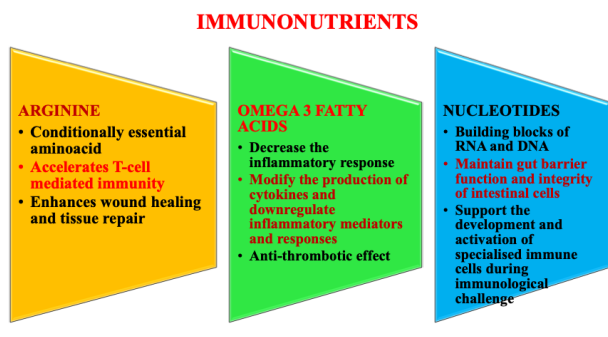 IMMUNONUTRIENTS
ARGININE
• Conditionally essential
aminoacid
• Accelerates T-cell
mediated immunity
• Enhances wound healing
and tissue repair
OMEGA 3 FATTY
ACIDS
• Decrease the
inflammatory response
• Modify the production of
cytokines and
downregulate
inflammatory mediators
and responses
• Anti-thrombotic effect
NUCLEOTIDES
• Building blocks of
RNA and DNA
• Maintain gut barrier
function and integrity
of intestinal cells
• Support the
development and
activation of
specialised immune
cells during
immunological
challenge